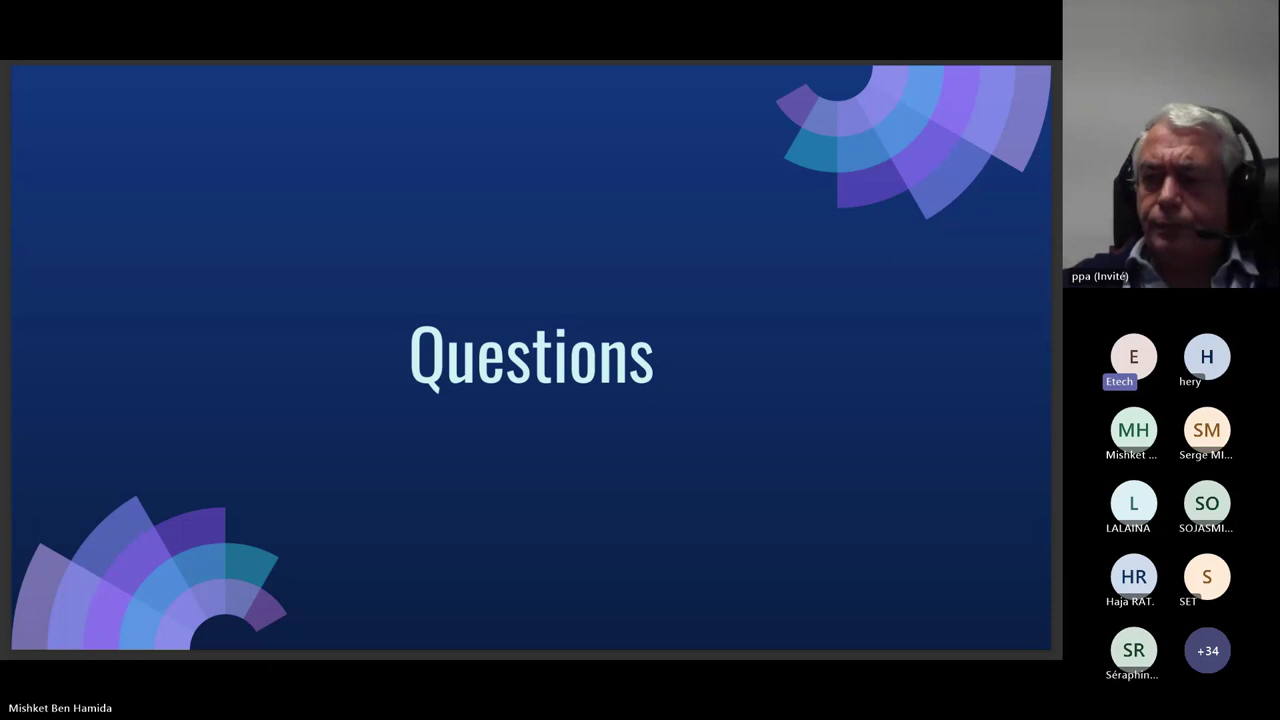 Questions
ppa (Invité)
E
H
Etech
hery
MH
SM
Mishket ...
Serge MI...
L
SO
LALAINA
SOJASMI...
HR
S
Haja RAT.
SET
SR
+34
Séraphin...
Mishket Ben Hamida